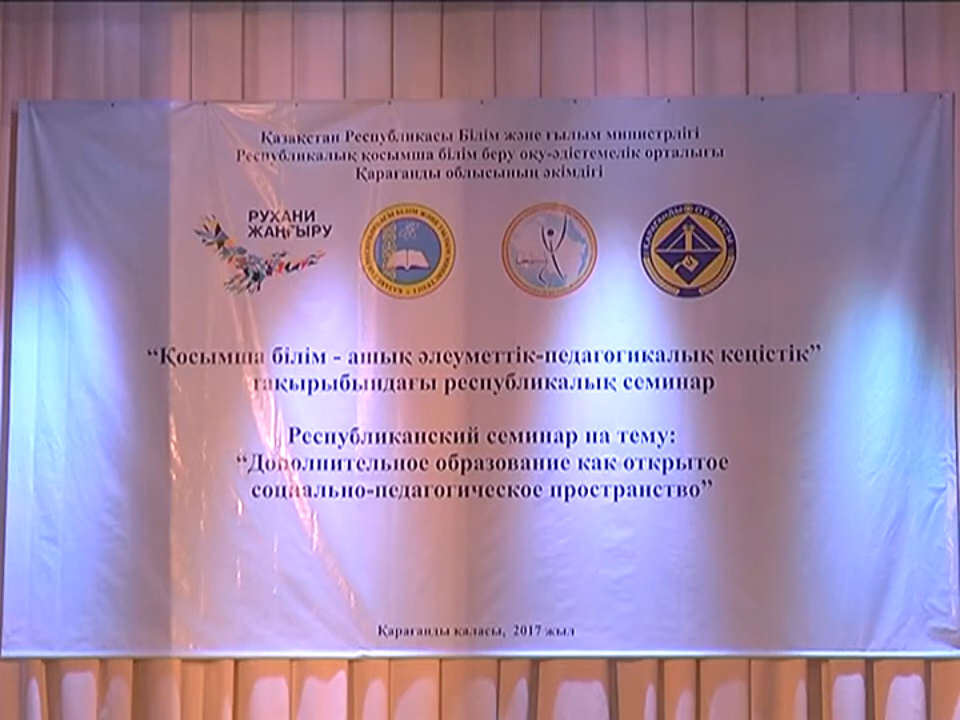 Қазақстан Республикасы Білім және ғылым министрлігі
Республикалық қосымша білім беру оқу-әдістемелік орталығы
Қарағанды облысының әкімдігі
РУХАНИ
ЖАҢҒЫРУ
ҚАРАҒАНДЫ ОБЛЫСЫ
“Қосымша білім - ашық әлеуметтік-педагогикалық кеңістік”
тақырыбындағы республикалық семинар
Республиканский семинар на тему:
“Дополнительное образование как открытое
социально-педагогическое пространство”
Қарағанды қаласы, 2017 жыл